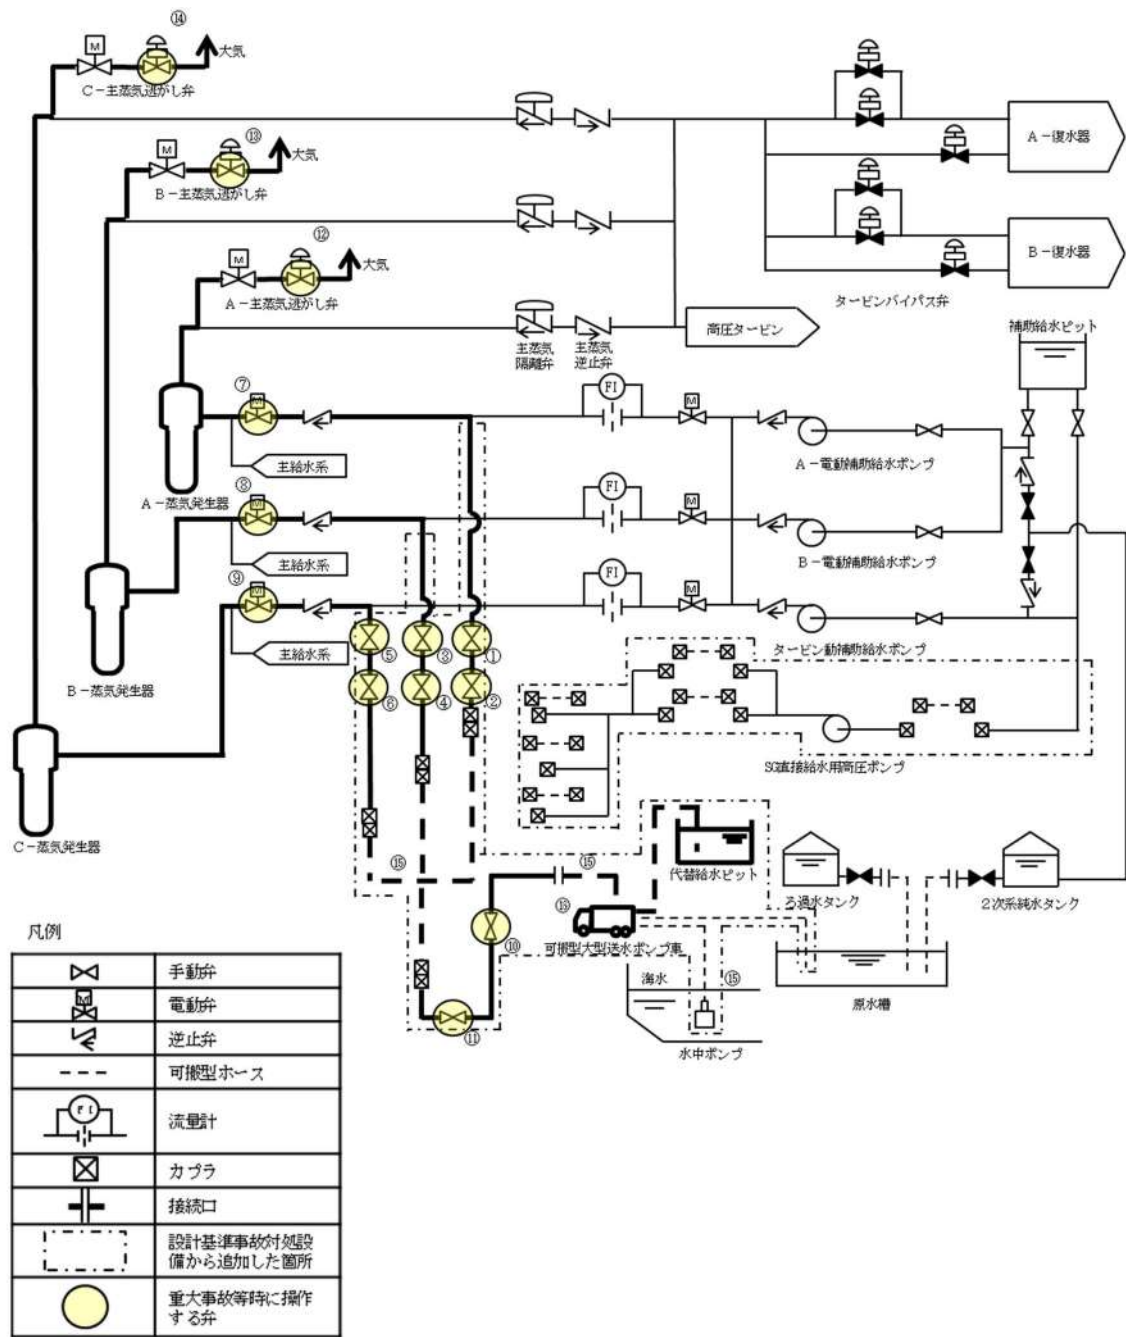 ⑭
M
大気
C-主蒸気逃がし弁
⑬
M
大気
B-主蒸気逃がし弁
⑫
M
大気
A-主蒸気逃がし弁
A-復水器
B-復水器
タービンバイパス弁
主蒸気
隔離弁
主蒸気
逆止弁
高圧タービン
補助給水ピット
⑦
M
FI
M
主給水系
A-電動補助給水ポンプ
A-蒸気発生器
⑧
M
FI
M
主給水系
B-電動補助給水ポンプ
⑨
M
FI
M
主給水系
タービン動補助給水ポンプ
B-蒸気発生器
⑤
③
①
⑥
④
②
SG直接給水用高圧ポンプ
C-蒸気発生器
⑮
⑮
代替給水ピット
ろ過水タンク
2次系純水タンク
⑩
可搬型大型送水ポンプ車
海水
⑮
原水槽
⑪
水中ポンプ
凡例
手動弁
M
電動弁
逆止弁
可搬型ホース
FI
流量計
カプラ
接続口
設計基準事故対処設
備から追加した箇所
重大事故等時に操作
する弁